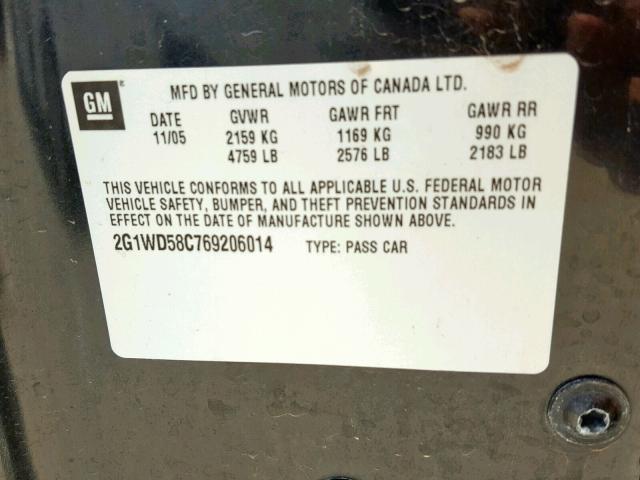 GM ®
MFD BY GENERAL MOTORS OF CANADA LTD.
DATE GVWR GAWR FRT GAWR RR
11/05 2159 KG 1169 KG 990 KG
4759 LB 2576 LB 2183 LB
THIS VEHICLE CONFORMS TO ALL APPLICABLE U.S. FEDERAL MOTOR
VEHICLE SAFETY, BUMPER, AND THEFT PREVENTION STANDARDS IN
EFFECT ON THE DATE OF MANUFACTURE SHOWN ABOVE.
2G1WD58C769206014 TYPE: PASS CAR